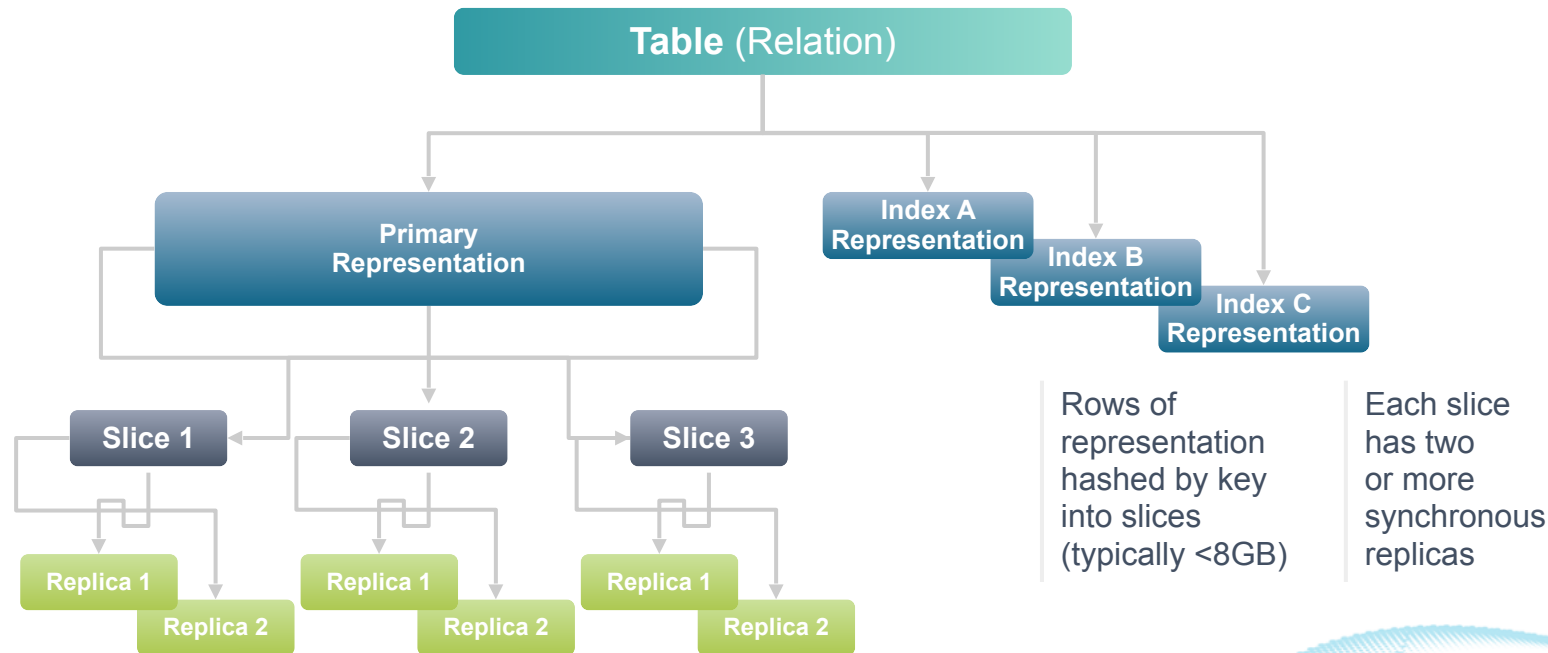 Table (Relation)
Primary
Representation
Index A
Representation
Index B
Representation
Index C
Representation
Slice 1
Slice 2
Slice 3
Replica 1
Replica 2
Replica 1
Replica 2
Replica 1
Replica 2
Rows of
representation
hashed by key
into slices
(typically <8GB)
Each slice
has two
or more
synchronous
replicas